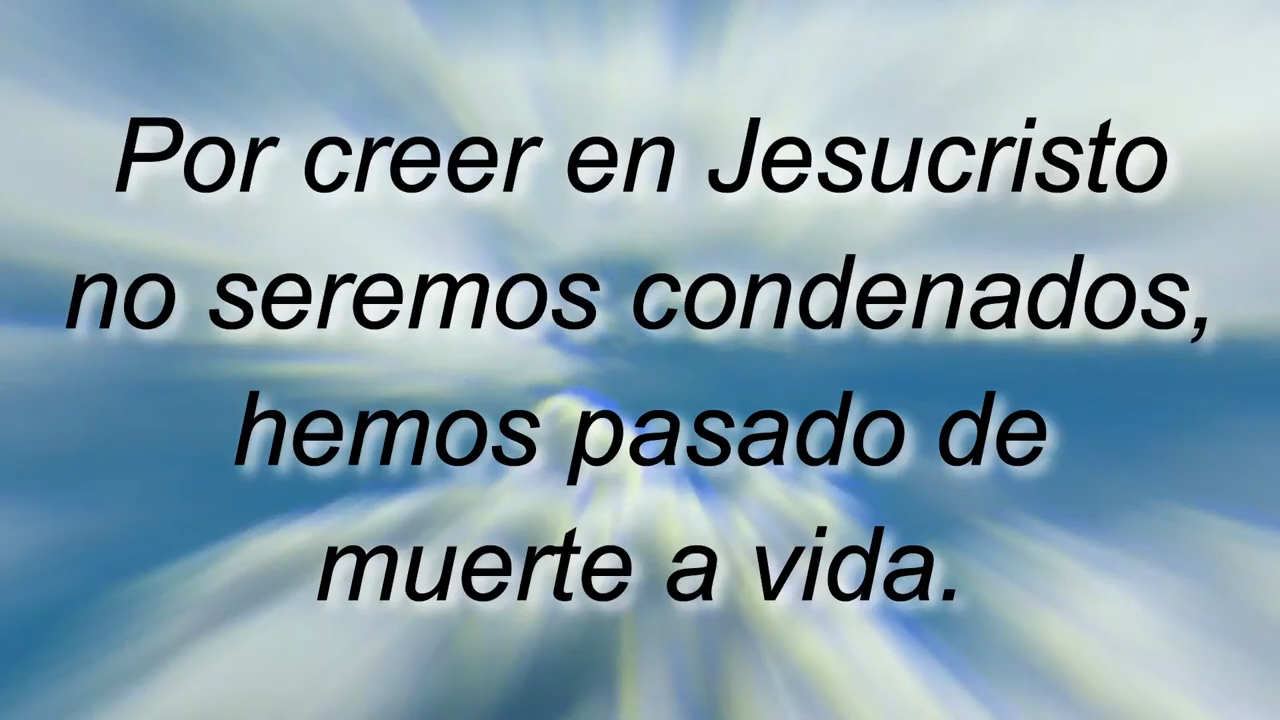 Por creer en Jesucristo
no seremos condenados,
hemos pasado de
muerte a vida.